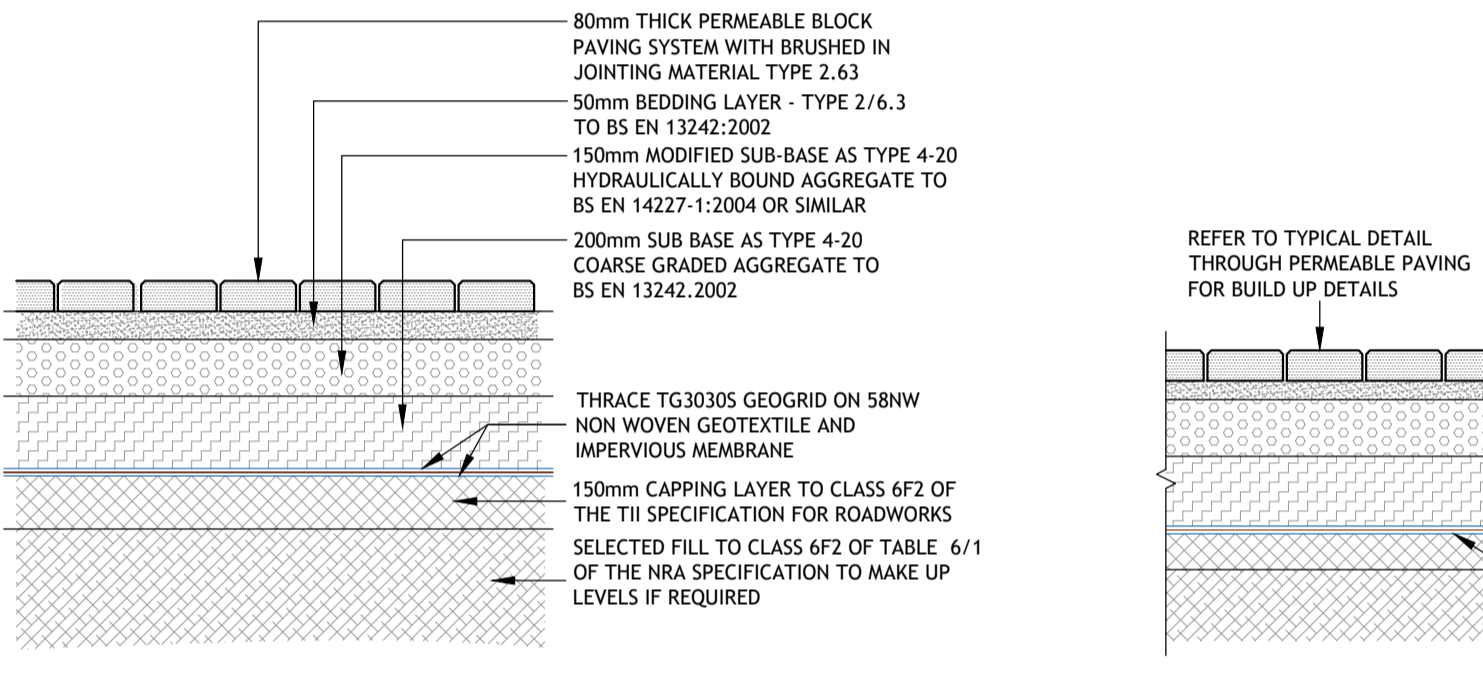 80mm THICK PERMEABLE BLOCK
PAVING SYSTEM WITH BRUSHED IN
JOINTING MATERIAL TYPE 2.63
50mm BEDDING LAYER - TYPE 2/6.3
TO BS EN 13242:2002
150mm MODIFIED SUB-BASE AS TYPE 4-20
HYDRAULICALLY BOUND AGGREGATE TO
BS EN 14227-1:2004 OR SIMILAR
200mm SUB BASE AS TYPE 4-20
COARSE GRADED AGGREGATE TO
BS EN 13242.2002
THRACE TG3030S GEOGRID ON 58NW
NON WOVEN GEOTEXTILE AND
IMPERVIOUS MEMBRANE
150mm CAPPING LAYER TO CLASS 6F2 OF
THE TII SPECIFICATION FOR ROADWORKS
SELECTED FILL TO CLASS 6F2 OF TABLE 6/1
OF THE NRA SPECIFICATION TO MAKE UP
LEVELS IF REQUIRED
REFER TO TYPICAL DETAIL
THROUGH PERMEABLE PAVING
FOR BUILD UP DETAILS